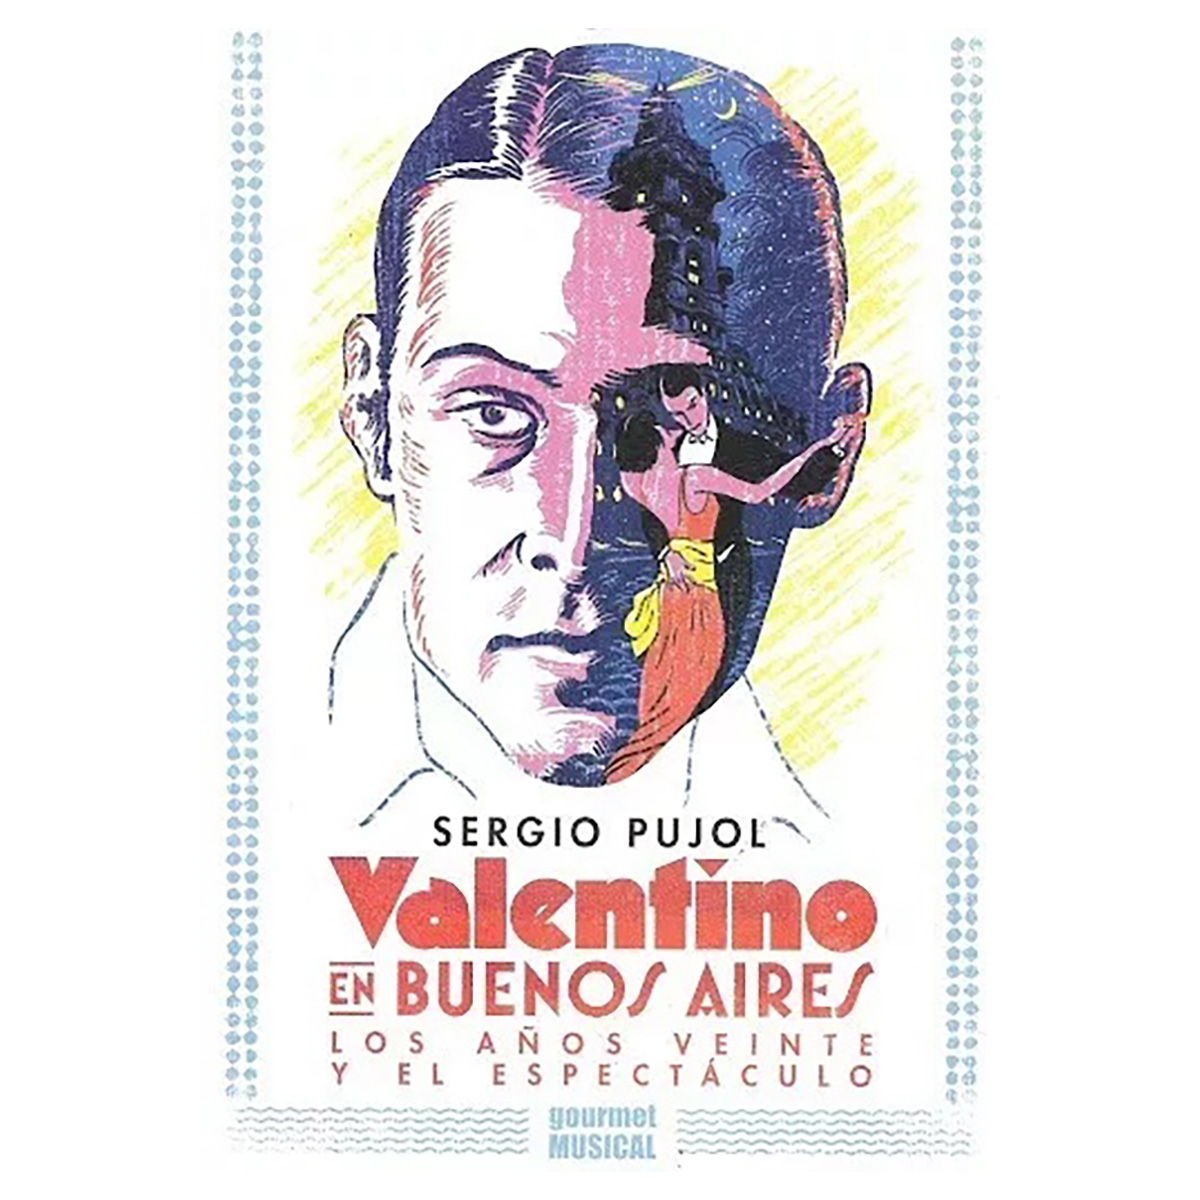 SERGIO PUJOL
Valentino
EN BUENOS AIRES
LOS AÑOS VEINTE
Y EL ESPECTÁCULO
gourmet
MUSICAL